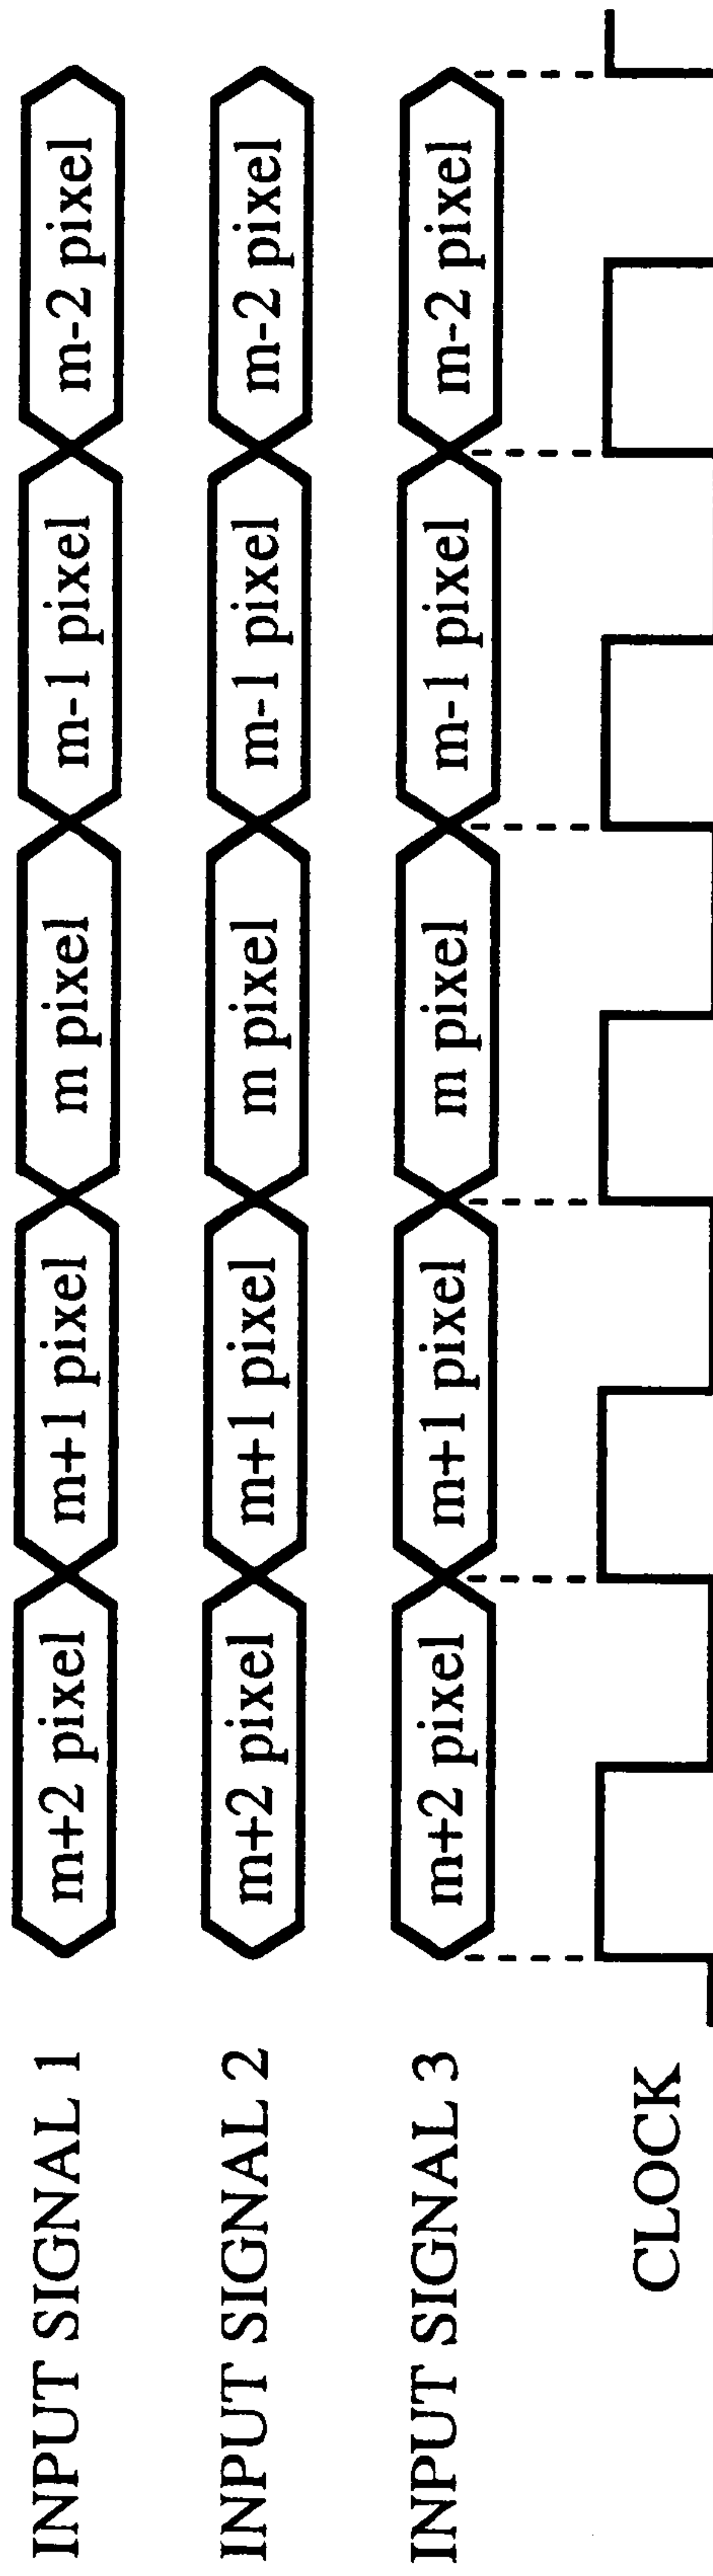 INPUT SIGNAL 1 m+2 pixel m+1 pixel m pixel m-1 pixel m-2 pixel
INPUT SIGNAL 2 m+2 pixel m+1 pixel m pixel m-1 pixel m-2 pixel
INPUT SIGNAL 3 m+2 pixel m+1 pixel m pixel m-1 pixel m-2 pixel
CLOCK